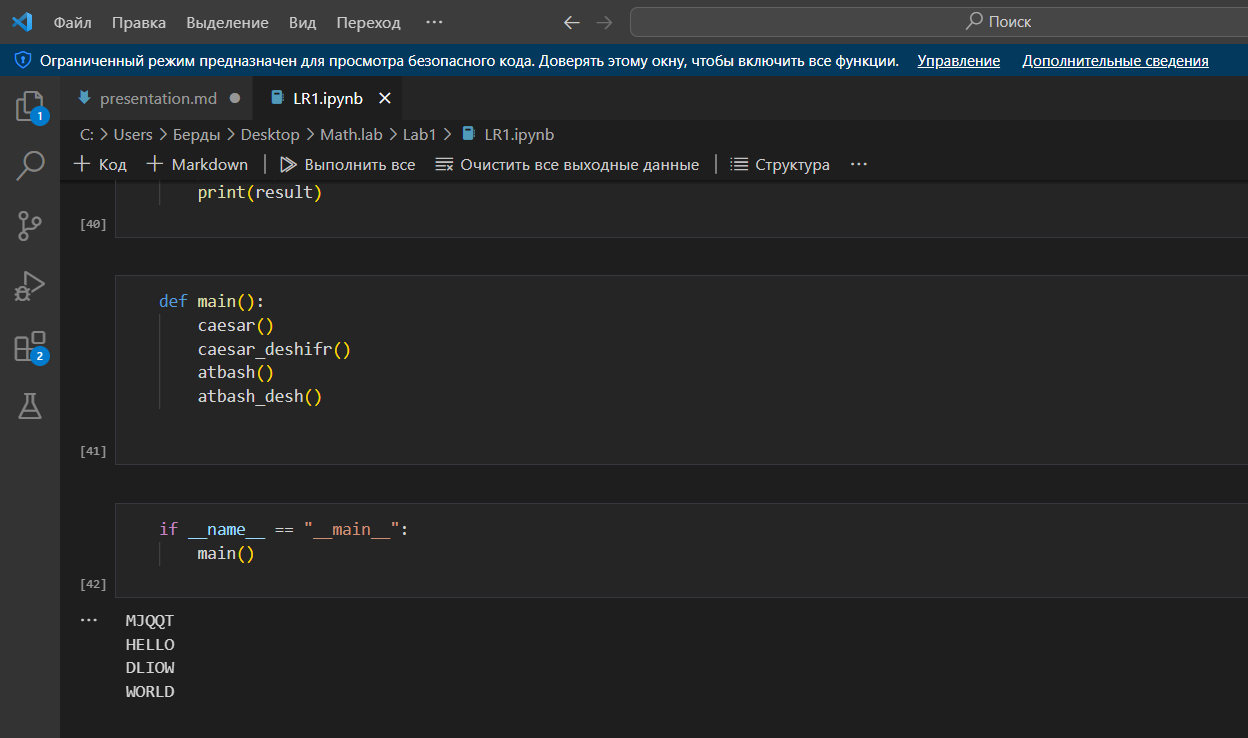 Файл Правка Выделение Вид Переход ··· Поиск
Ограниченный режим предназначен для просмотра безопасного кода. Доверять этому окну, чтобы включить все функции. Управление Дополнительные сведения
1
2
presentation.md LR1.ipynb
C: > Users > Берды > Desktop > Math.lab > Lab1 > LR1.ipynb
+ Код + Markdown | Выполнить все Очистить все выходные данные | Структура ···
print(result)
[40]
def main():
caesar()
caesar_deshifr()
atbash()
atbash_desh()
[41]
if __name__ == "__main__":
main()
[42]
··· MJQQT
HELLO
DLIOW
WORLD